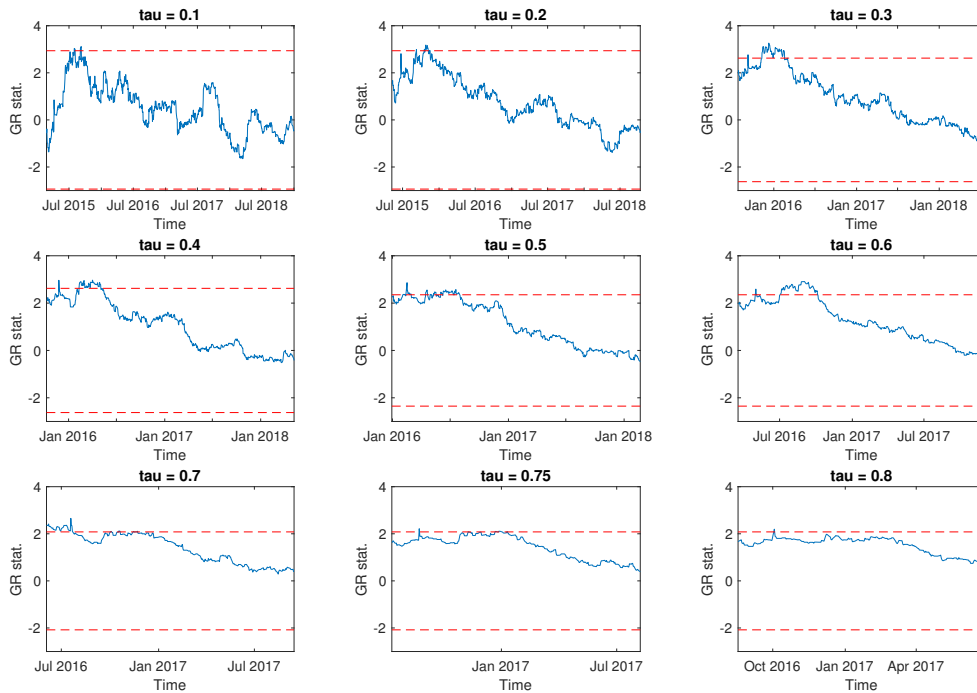 tau = 0.1
4
2
0
-2
GR stat.
Jul 2015
Jul 2016
Jul 2017
Jul 2018
Time
tau = 0.2
4
2
0
-2
GR stat.
Jul 2015
Jul 2016
Jul 2017
Jul 2018
Time
tau = 0.3
4
2
0
-2
GR stat.
Jan 2016
Jan 2017
Jan 2018
Time
tau = 0.4
4
2
0
-2
GR stat.
Jan 2016
Jan 2017
Jan 2018
Time
tau = 0.5
4
2
0
-2
GR stat.
Jan 2016
Jan 2017
Jan 2018
Time
tau = 0.6
4
2
0
-2
GR stat.
Jul 2016
Jan 2017
Jul 2017
Time
tau = 0.7
4
2
0
-2
GR stat.
Jul 2016
Jan 2017
Jul 2017
Time
tau = 0.75
4
2
0
-2
GR stat.
Jan 2017
Jul 2017
Time
tau = 0.8
4
2
0
-2
GR stat.
Oct 2016
Jan 2017
Apr 2017
Time